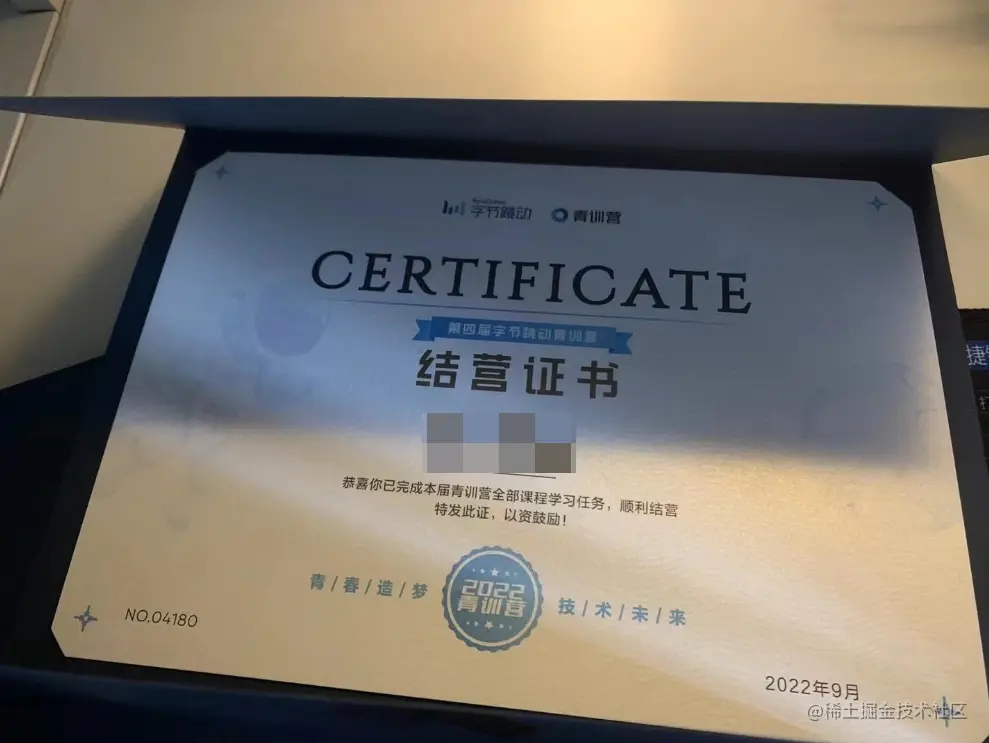 字节跳动 青训营
CERTIFICATE
第四届字节跳动青训营
结营证书
恭喜你已完成本届青训营全部课程学习任务，顺利结营
特发此证，以资鼓励！
青/春/造/梦
2022
青训营
技/术/未/来
NO.04180
2022年9月
@稀土掘金技术社区
捷